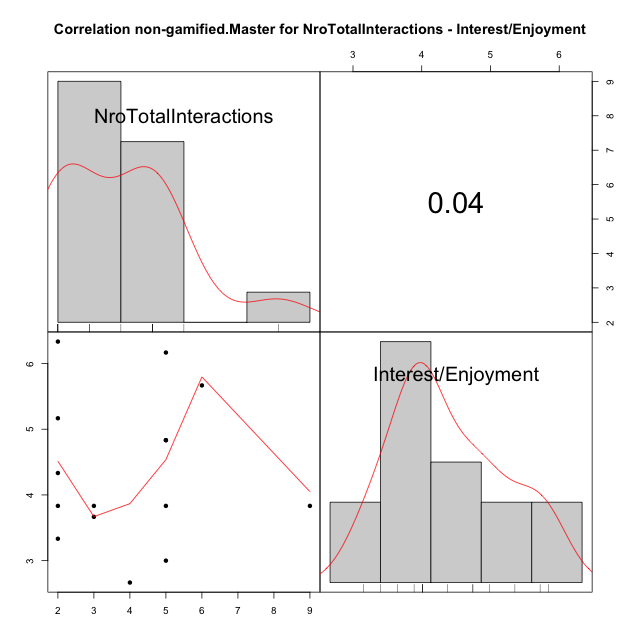 Correlation non-gamified.Master for NroTotalInteractions - Interest/Enjoyment
3 4 5 6
NroTotalInteractions
0.04
2 3 4 5 6 7 8 9
Interest/Enjoyment
3 4 5 6
2 3 4 5 6 7 8 9